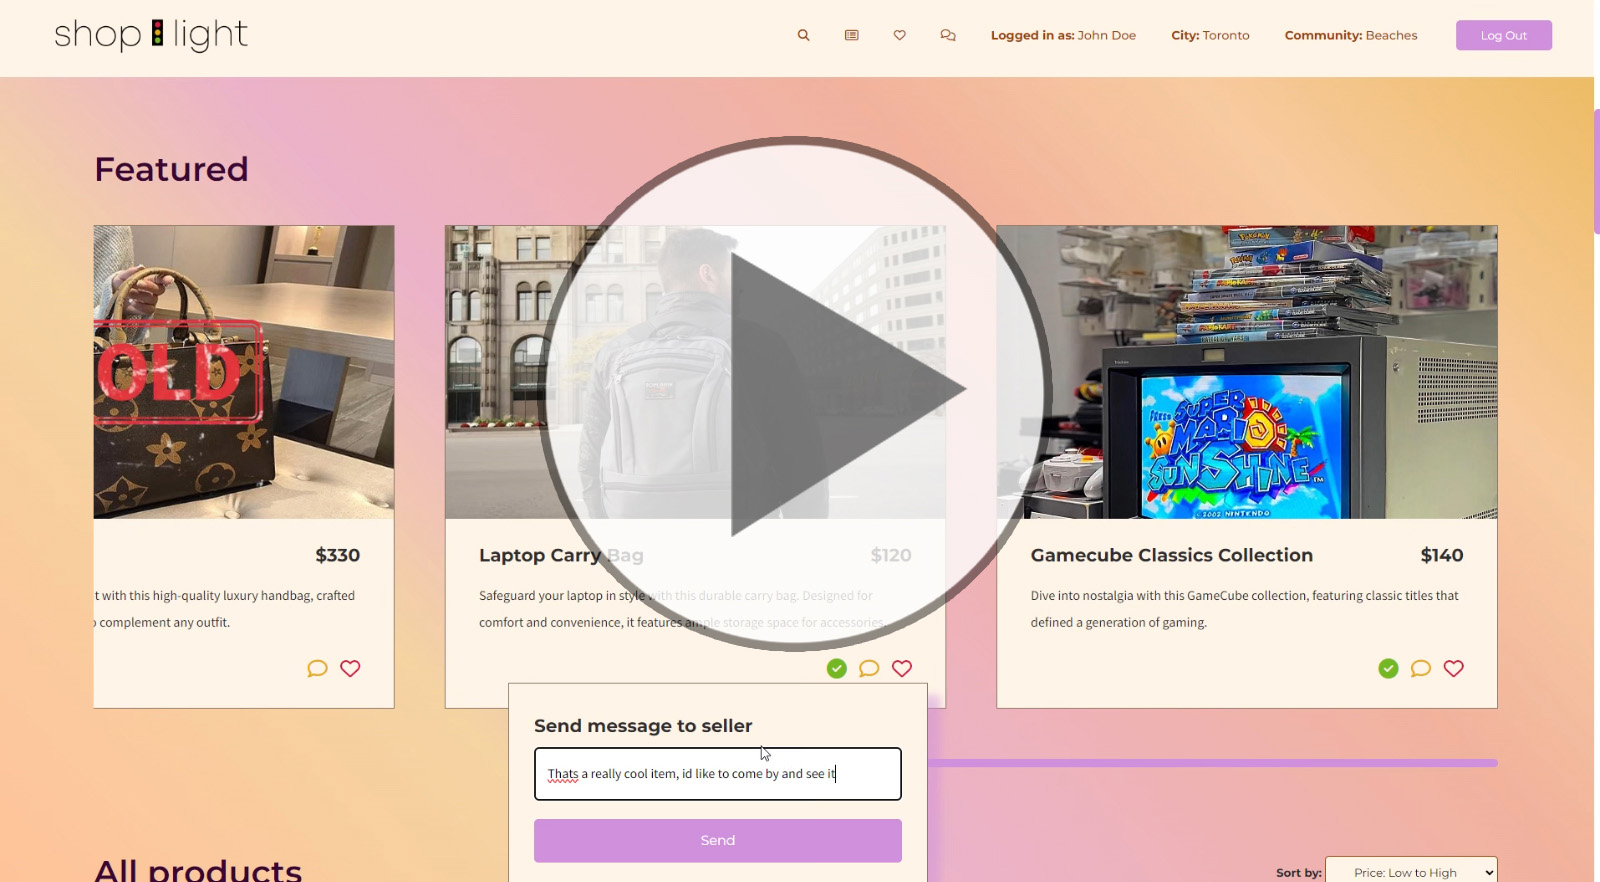 shop light
Logged in as: John Doe
City: Toronto
Community: Beaches
Log Out
Featured
OLD
$330
t with this high-quality luxury handbag, crafted
complement any outfit.
Laptop Carry Bag
$120
Safeguard your laptop in style with this durable carry bag. Designed for
comfort and convenience, it features ample storage space for accessories.
PRESS
SUPER
MARIO
SUNSHINE
TM
© 2002 NINTENDO
Gamecube Classics Collection
$140
Dive into nostalgia with this GameCube collection, featuring classic titles that
defined a generation of gaming.
Send message to seller
Thats a really cool item, id like to come by and see it
Send
All products
Sort by:
Price: Low to High